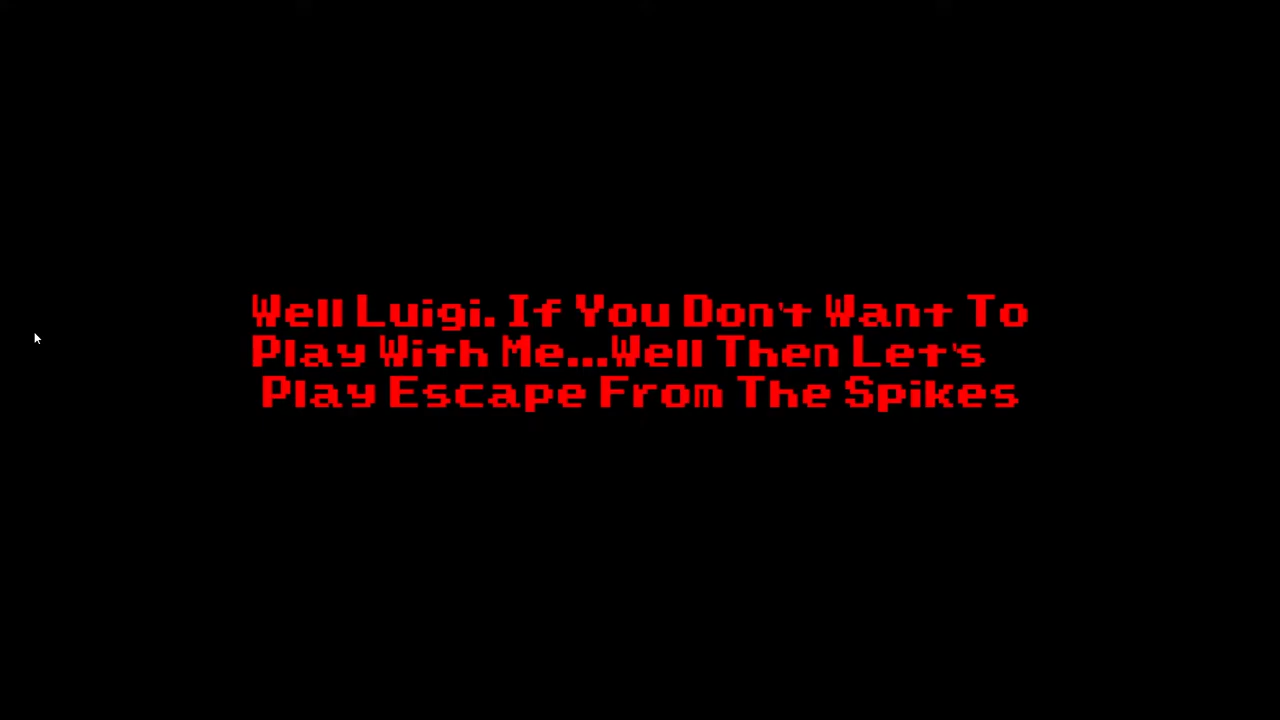 Well Luigi. If You Don't Want To
Play With Me...Well Then Let's
Play Escape From The Spikes